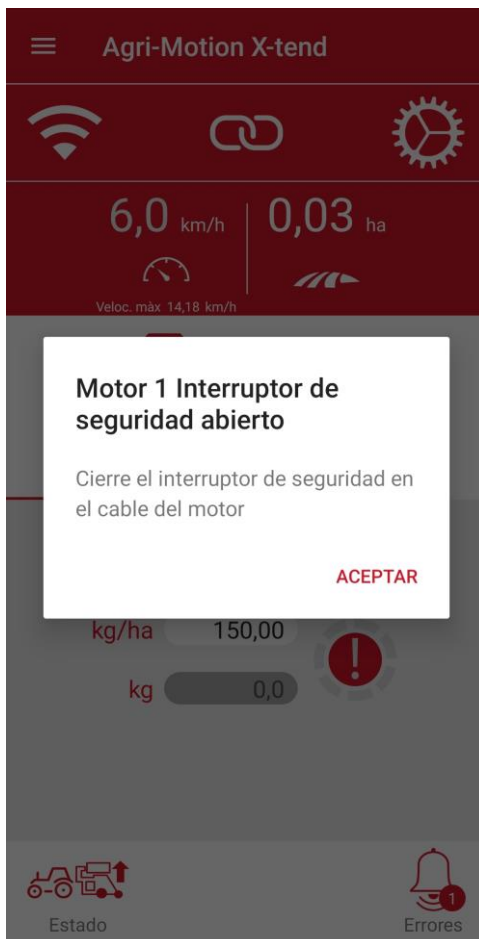 Agri-Motion X-tend
6,0 km/h 0,03 ha
Veloc. màx 14,18 km/h
Motor 1 Interruptor de
seguridad abierto
Cierre el interruptor de seguridad en
el cable del motor
ACEPTAR
kg/ha 150,00
!
kg 0,0
1
Estado Errores